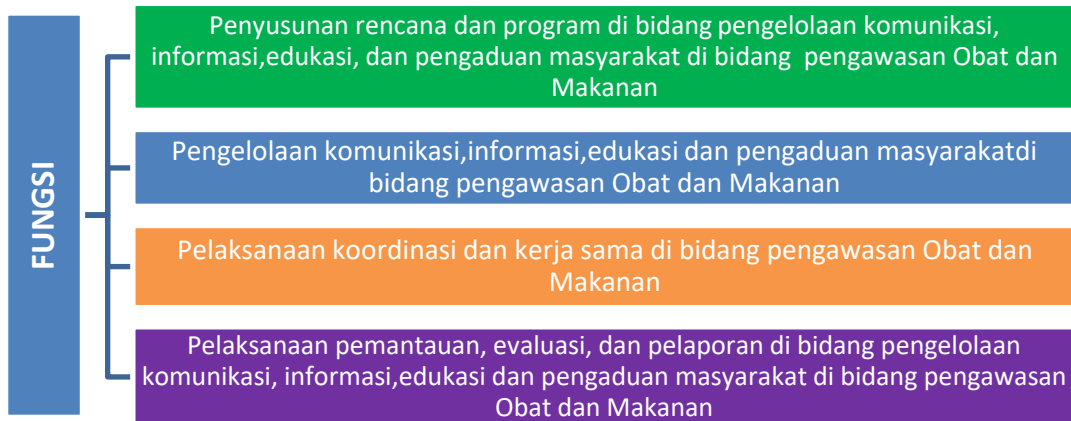 FUNGSI
Penyusunan rencana dan program di bidang pengelolaan komunikasi,
informasi,edukasi, dan pengaduan masyarakat di bidang pengawasan Obat dan
Makanan
Pengelolaan komunikasi,informasi,edukasi dan pengaduan masyarakatdi
bidang pengawasan Obat dan Makanan
Pelaksanaan koordinasi dan kerja sama di bidang pengawasan Obat dan
Makanan
Pelaksanaan pemantauan, evaluasi, dan pelaporan di bidang pengelolaan
komunikasi, informasi,edukasi dan pengaduan masyarakat di bidang pengawasan
Obat dan Makanan